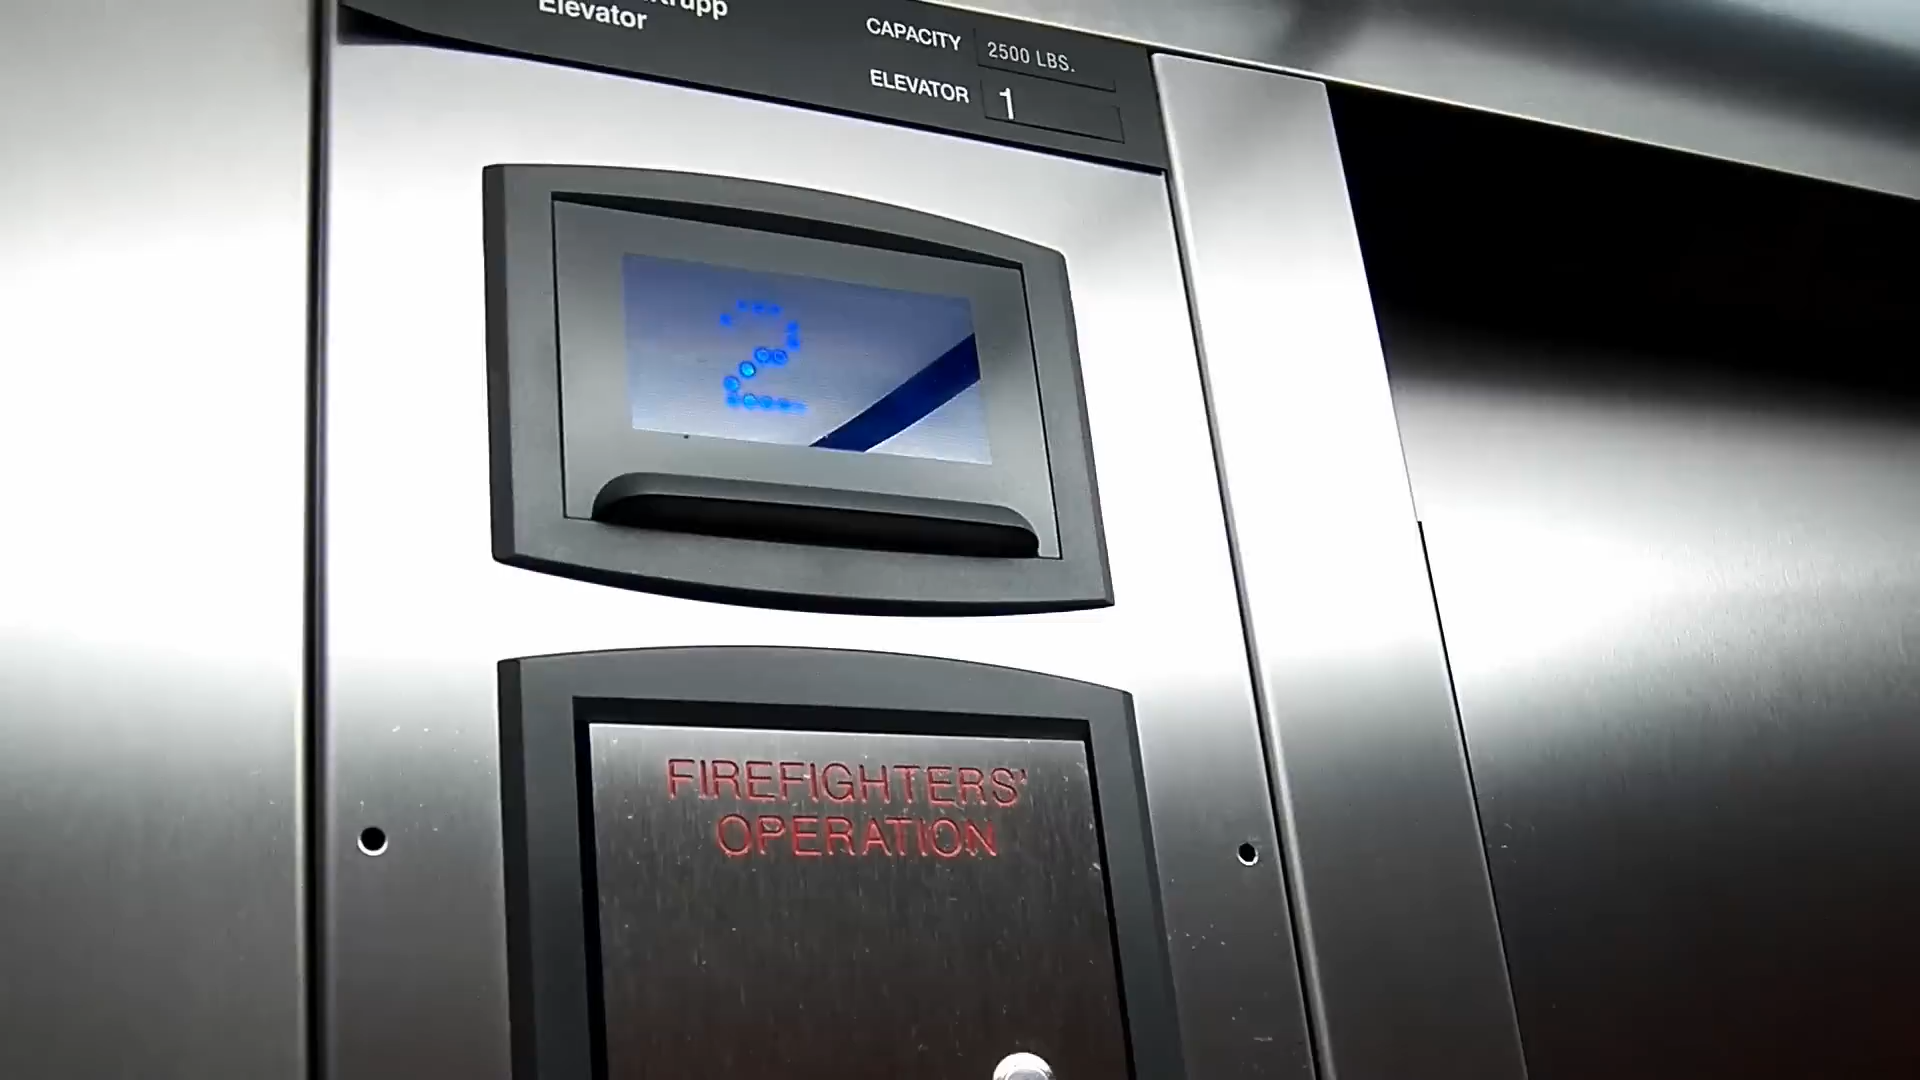 Elevator
CAPACITY 2500 LBS.
ELEVATOR 1
2
FIREFIGHTERS'
OPERATION